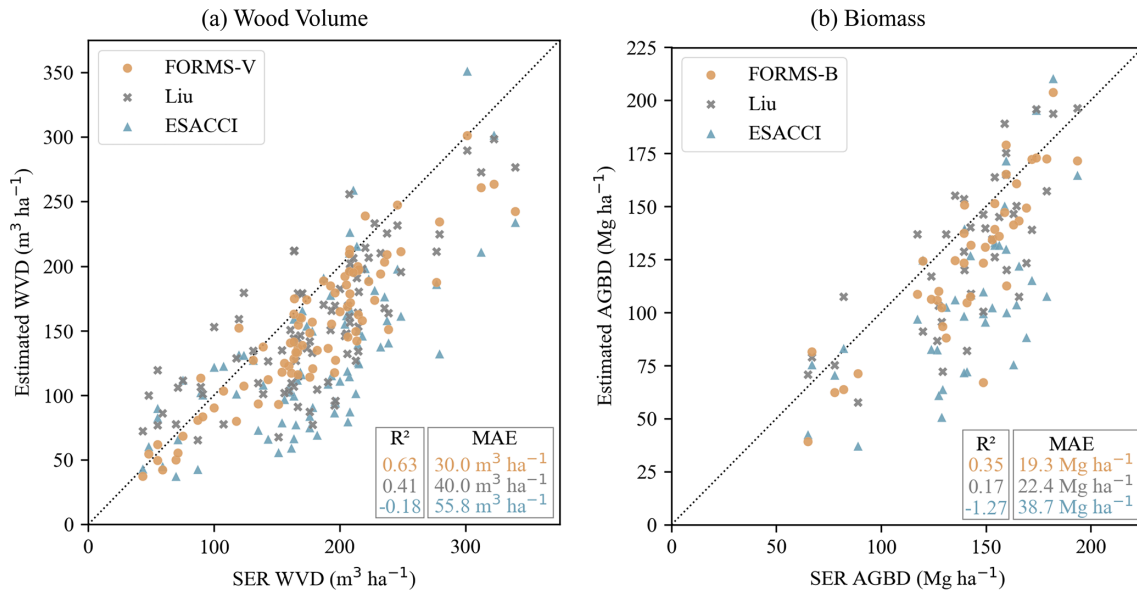 (a) Wood Volume
FORMS-V
Liu
ESACCI
350
300
250
200
150
100
50
0
Estimated WVD (m³ ha⁻¹)
R² MAE
0.63 30.0 m³ ha⁻¹
0.41 40.0 m³ ha⁻¹
-0.18 55.8 m³ ha⁻¹
0 100 200 300
SER WVD (m³ ha⁻¹)
(b) Biomass
FORMS-B
Liu
ESACCI
225
200
175
150
125
100
75
50
25
0
Estimated AGBD (Mg ha⁻¹)
R² MAE
0.35 19.3 Mg ha⁻¹
0.17 22.4 Mg ha⁻¹
-1.27 38.7 Mg ha⁻¹
0 50 100 150 200
SER AGBD (Mg ha⁻¹)